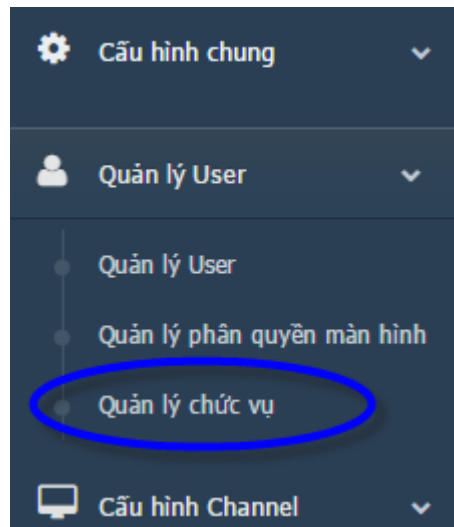 Cấu hình chung
Quản lý User
Quản lý User
Quản lý phân quyền màn hình
Quản lý chức vụ
Cấu hình Channel